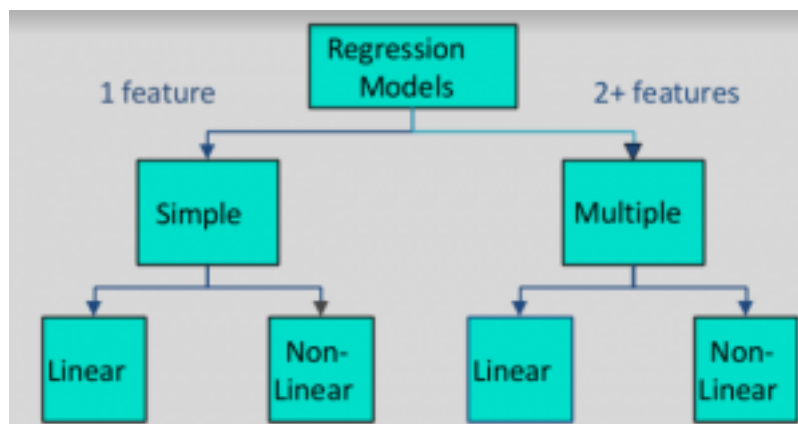 Regression
Models
1 feature
2+ features
Simple
Multiple
Linear
Non-
Linear
Linear
Non-
Linear